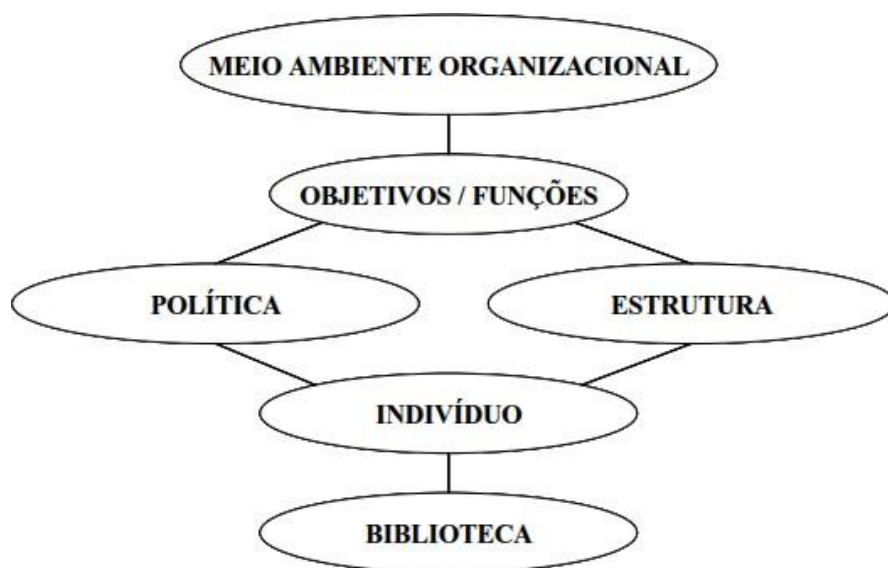 MEIO AMBIENTE ORGANIZACIONAL
OBJETIVOS / FUNÇÕES
POLÍTICA
ESTRUTURA
INDIVÍDUO
BIBLIOTECA